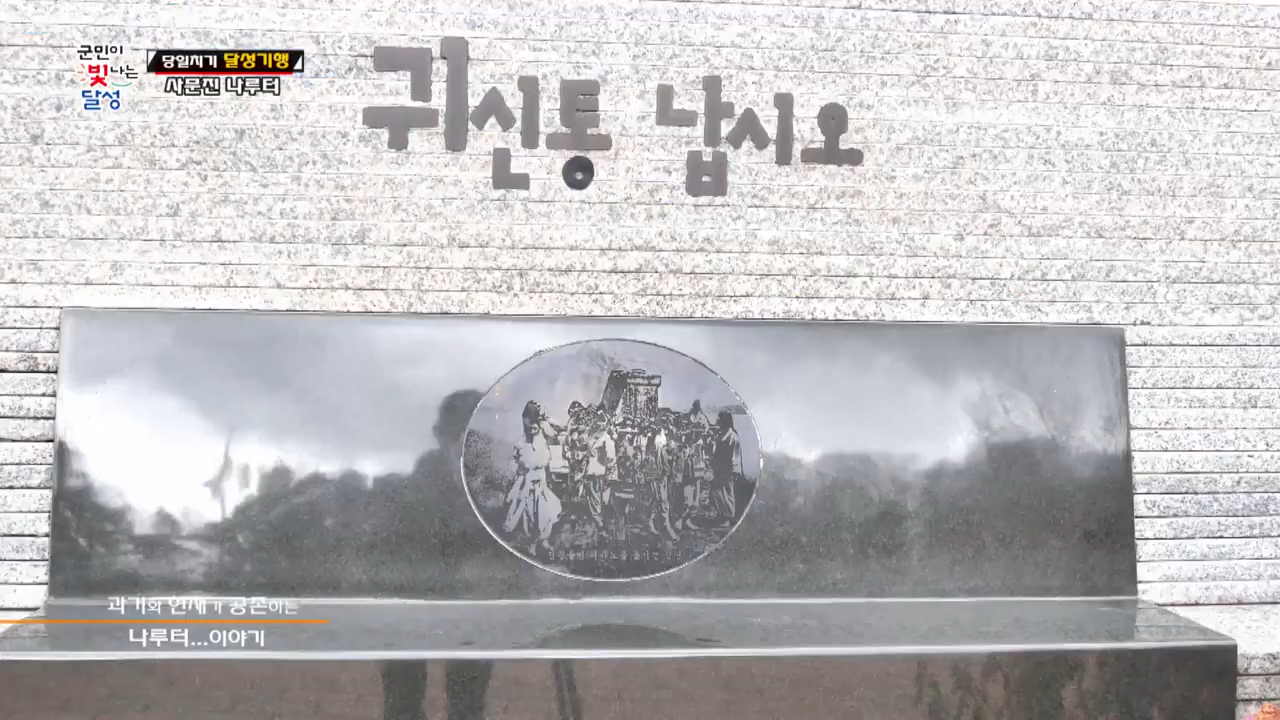 군민이
빛나는
달성
당일치기 달성기행
사문진 나루터
귀신통 납시오
과거와 현재가 공존하는
나루터...이야기